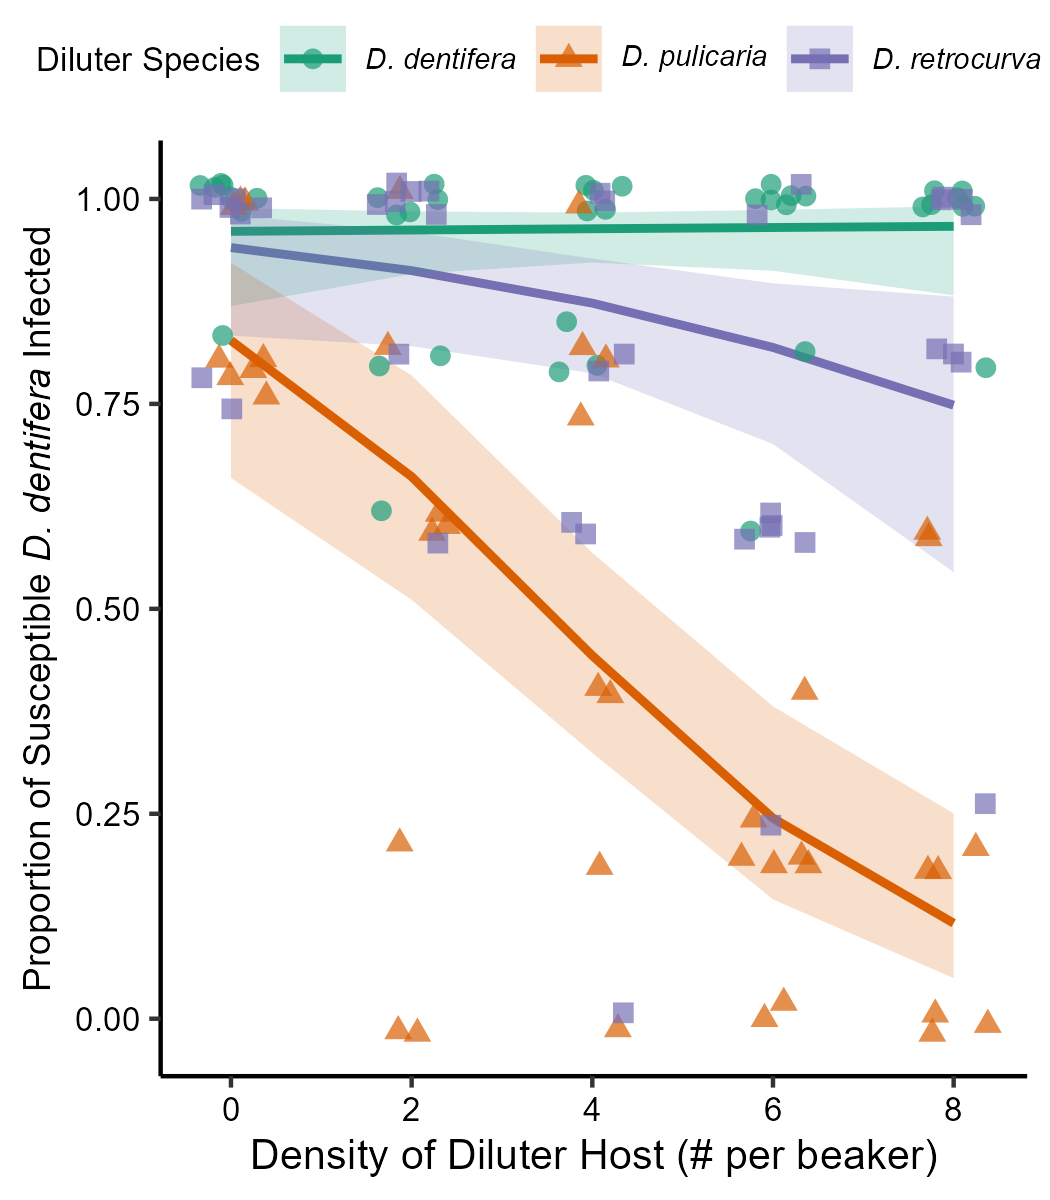 Diluter Species D. dentifera D. pulicaria D. retrocurva
Proportion of Susceptible D. dentifera Infected
1.00
0.75
0.50
0.25
0.00
0 2 4 6 8
Density of Diluter Host (# per beaker)